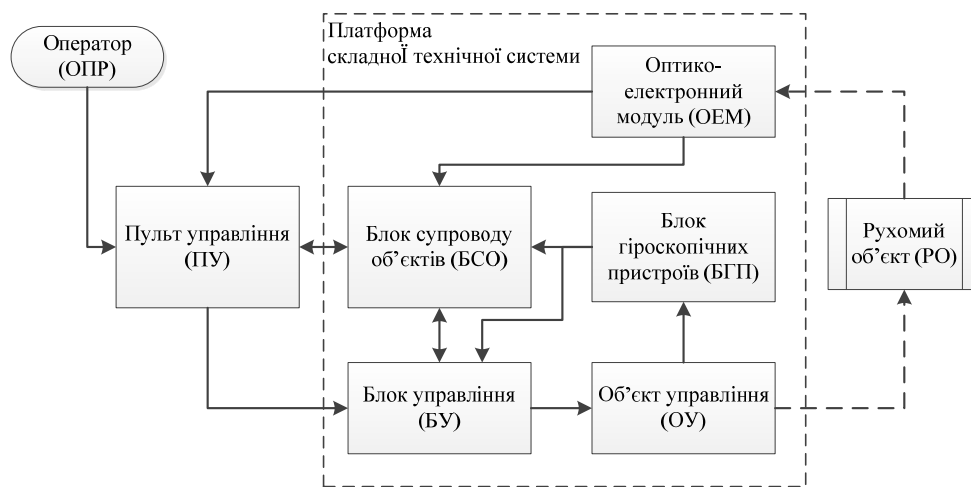 Оператор
(ОПР)
Платформа
складнοЇ технічної системи
Оптико-
електронний
модуль (ОЕМ)
Пульт управління
(ПУ)
Блок супроводу
об’єктів (БСО)
Блок
гіроскопічних
пристроїв (БГП)
Рухомий
об’єкт (РО)
Блок управління
(БУ)
Об’єкт управління
(ОУ)